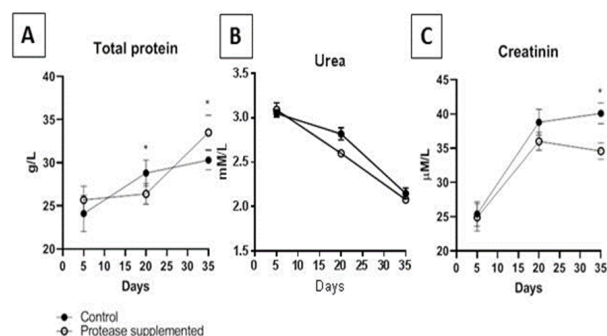 A
Total protein
g/L
40
35
30
25
20
*
*
0 5 10 15 20 25 30 35
Days
B
Urea
mM/L
3.5
3.0
2.5
2.0
1.5
0 5 10 15 20 25 30 35
Days
C
Creatinin
µM/L
45
40
35
30
25
20
*
0 5 10 15 20 25 30 35
Days
Control
Protease supplemented